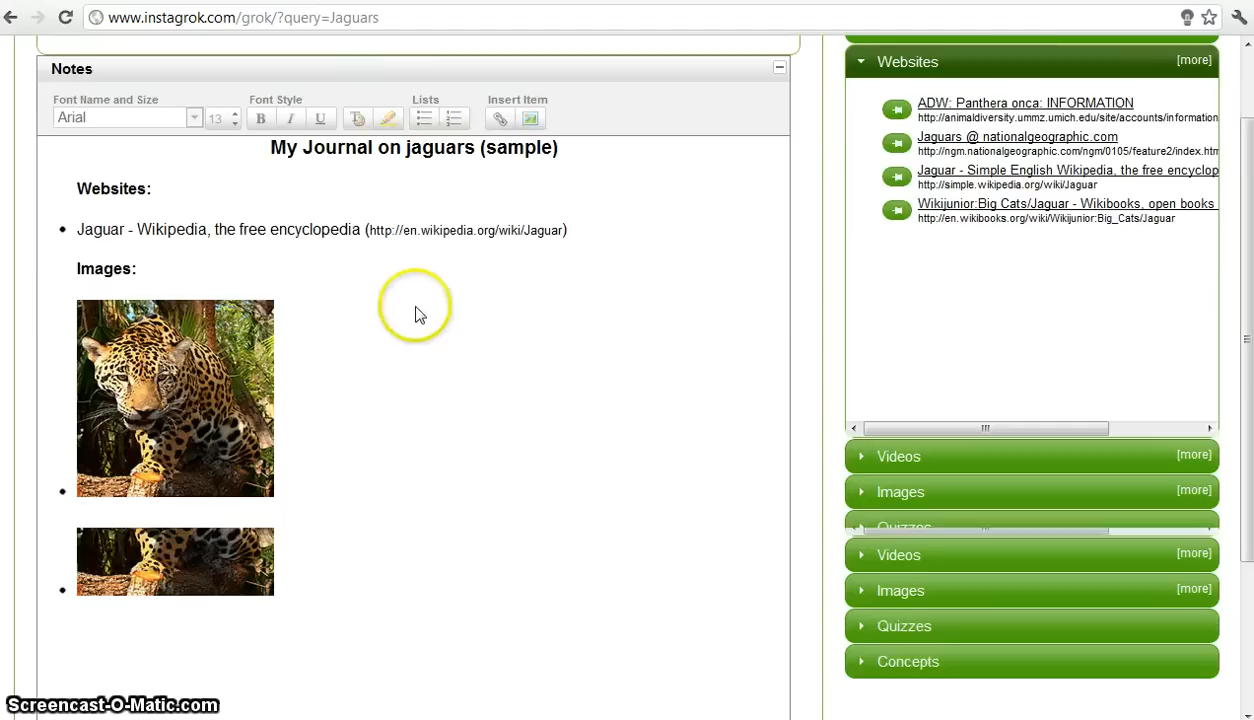 www.instagrok.com/grok/?query=Jaguars
Notes
Font Name and Size
Font Style
Lists
Insert Item
Arial
13
B
I
U
My Journal on jaguars (sample)
Websites:
Jaguar - Wikipedia, the free encyclopedia (http://en.wikipedia.org/wiki/Jaguar)
Images:
Websites
[more]
ADW: Panthera onca: INFORMATION
http://animaldiversity.ummz.umich.edu/site/accounts/information
Jaguars @ nationalgeographic.com
http://ngm.nationalgeographic.com/ngm/0105/feature2/index.htm
Jaguar - Simple English Wikipedia, the free encyclop
http://simple.wikipedia.org/wiki/Jaguar
Wikijunior:Big Cats/Jaguar - Wikibooks, open books
http://en.wikibooks.org/wiki/Wikijunior:Big_Cats/Jaguar
Videos
[more]
Images
[more]
Quizzes
Videos
[more]
Images
[more]
Quizzes
Concepts
Screencast-O-Matic.com